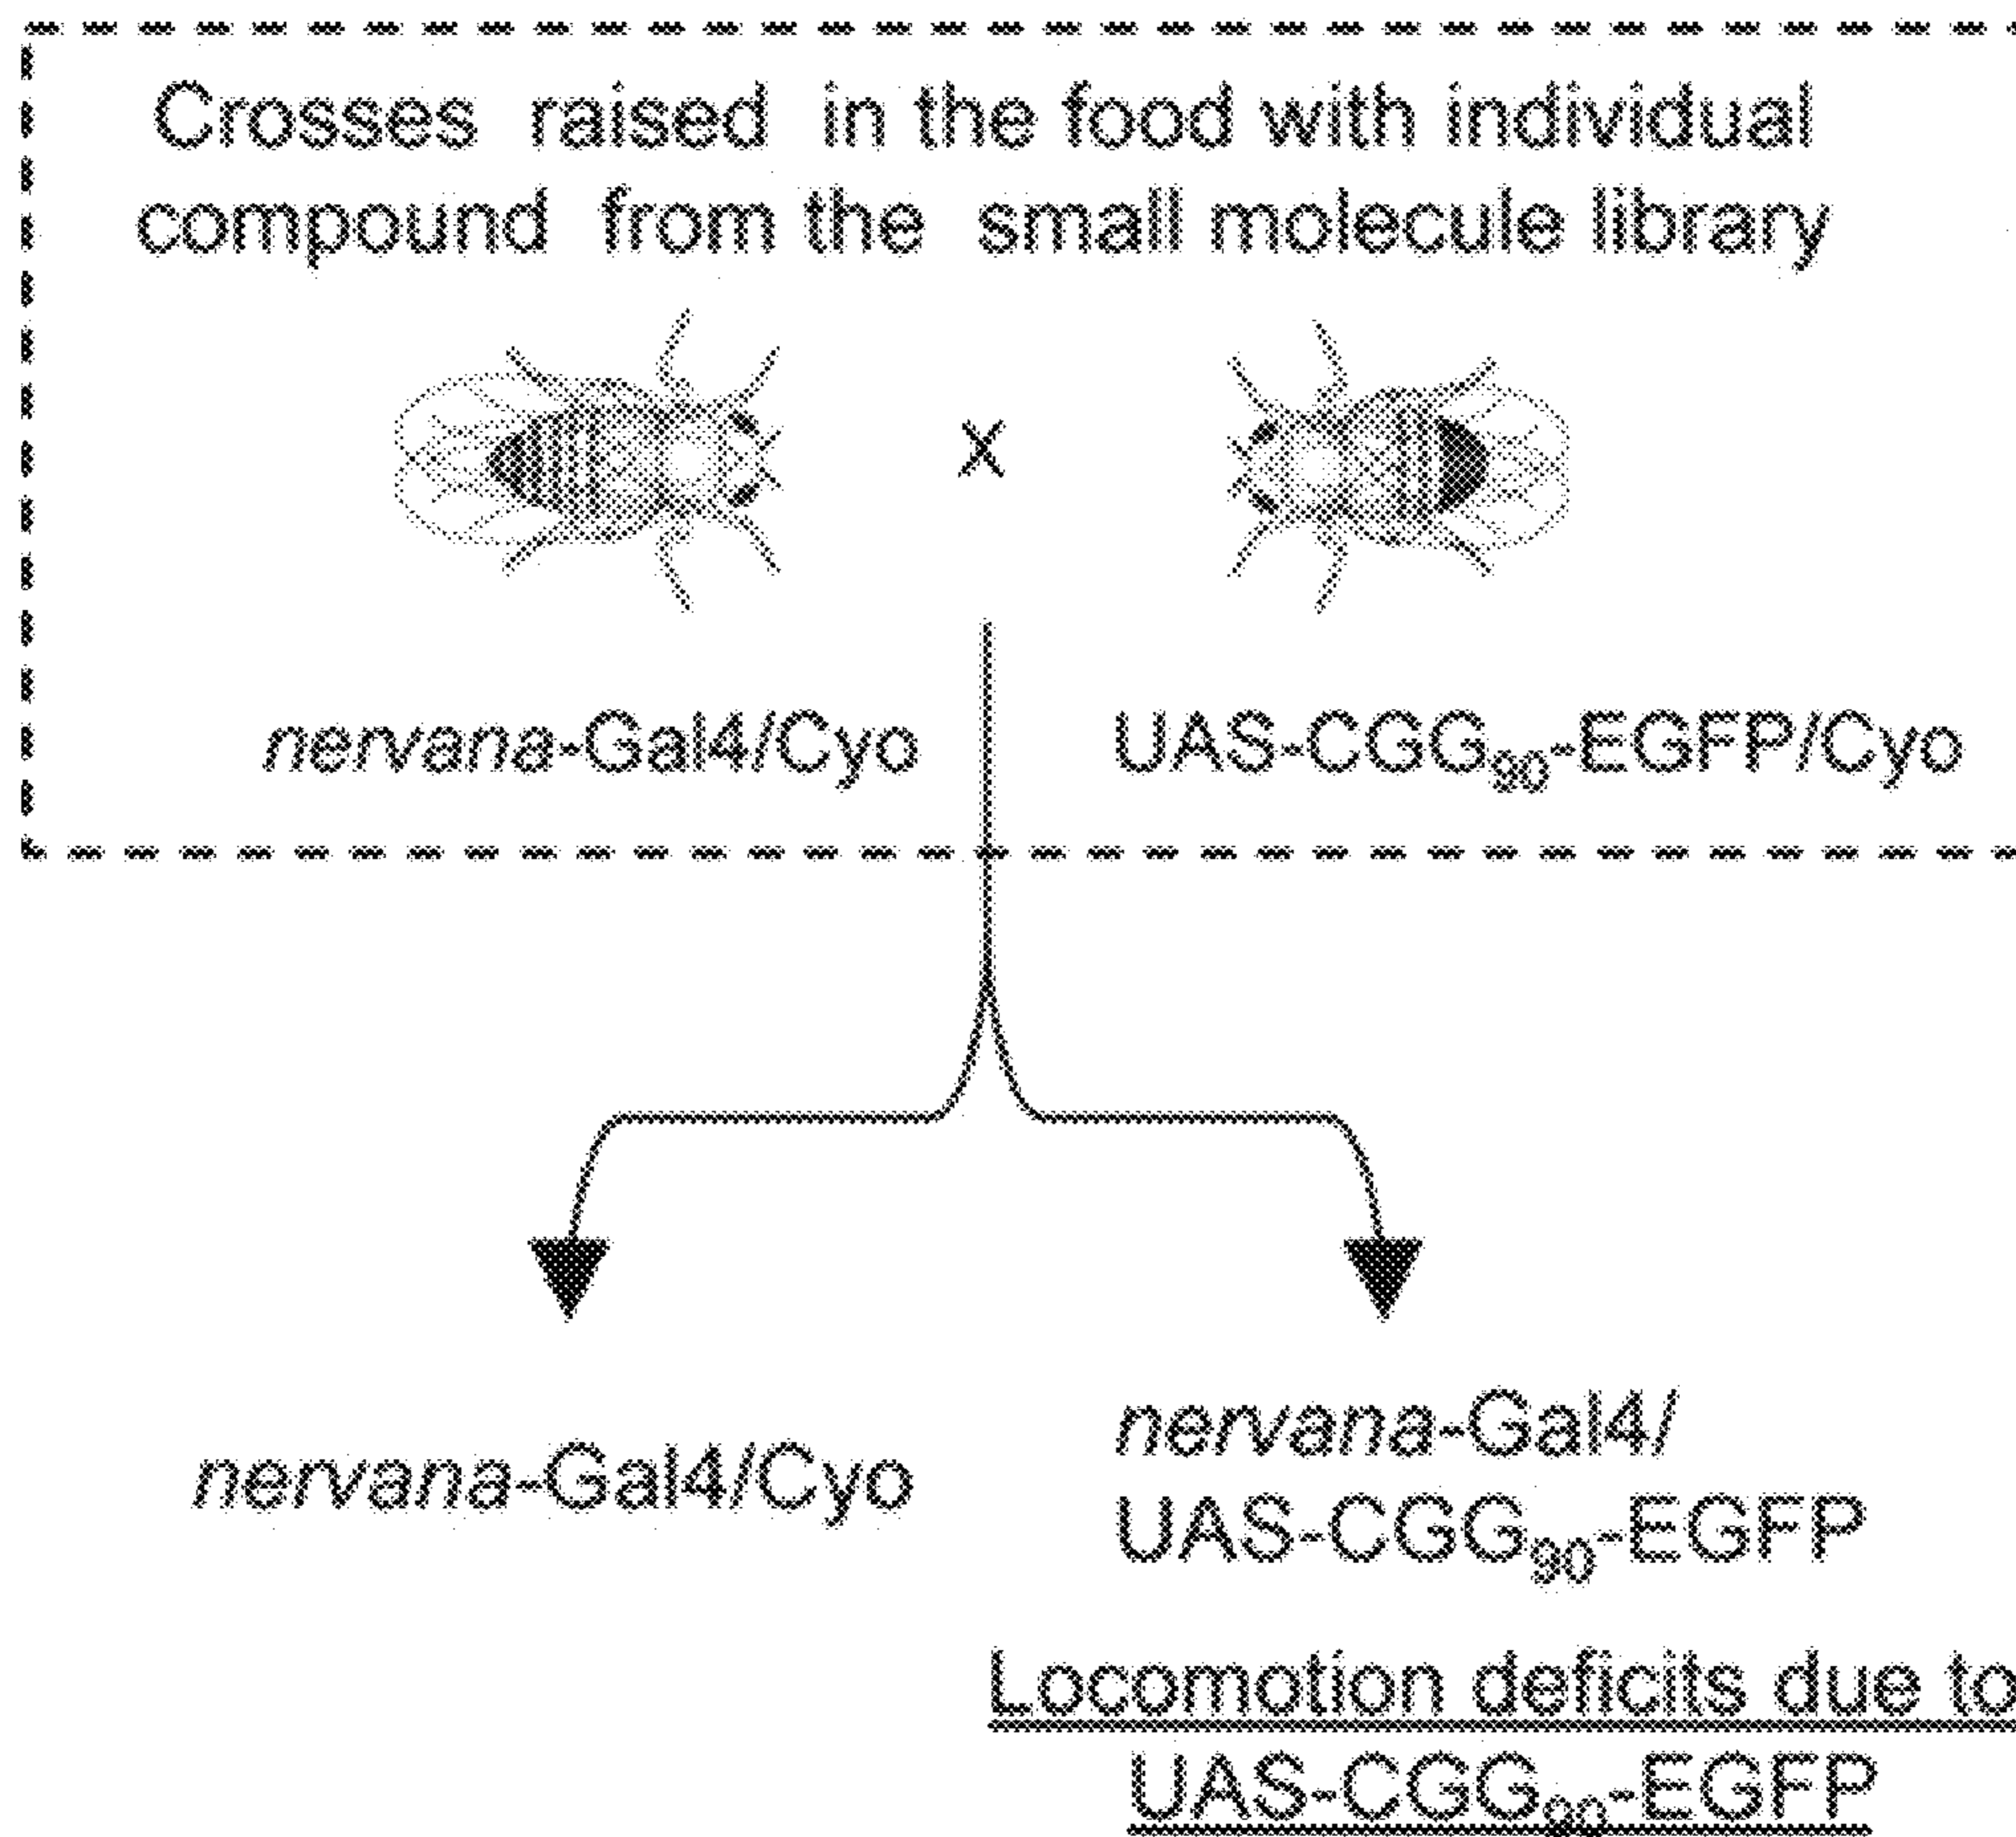 Crosses raised in the food with individual
compound from the small molecule library
X
nervana-Gal4/Cyo
UAS-CGG₉₀-EGFP/Cyo
nervana-Gal4/Cyo
nervana-Gal4/
UAS-CGG₉₀-EGFP
Locomotion deficits due to
UAS-CGG₉₀-EGFP